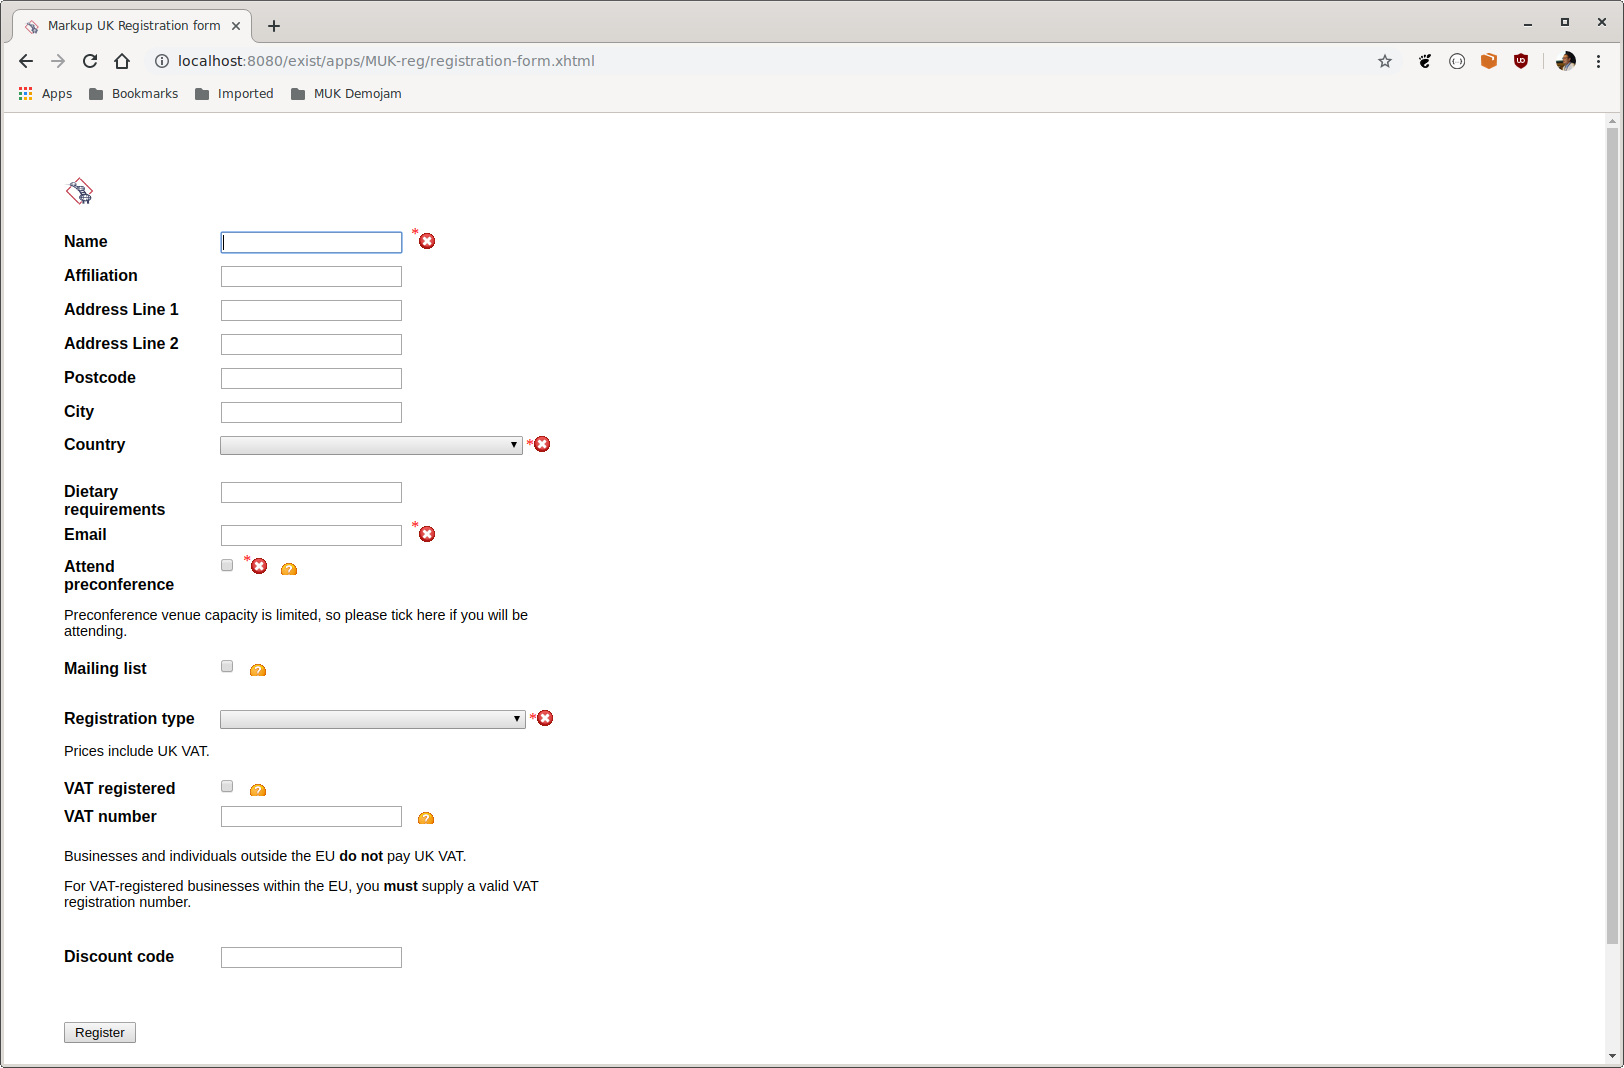 Markup UK Registration form
localhost:8080/exist/apps/MUK-reg/registration-form.xhtml
Apps Bookmarks Imported MUK Demojam
Name *
Affiliation
Address Line 1
Address Line 2
Postcode
City
Country *
Dietary
requirements
Email *
Attend * ?
preconference
Preconference venue capacity is limited, so please tick here if you will be
attending.
Mailing list ?
Registration type *
Prices include UK VAT.
VAT registered ?
VAT number ?
Businesses and individuals outside the EU do not pay UK VAT.
For VAT-registered businesses within the EU, you must supply a valid VAT
registration number.
Discount code
Register